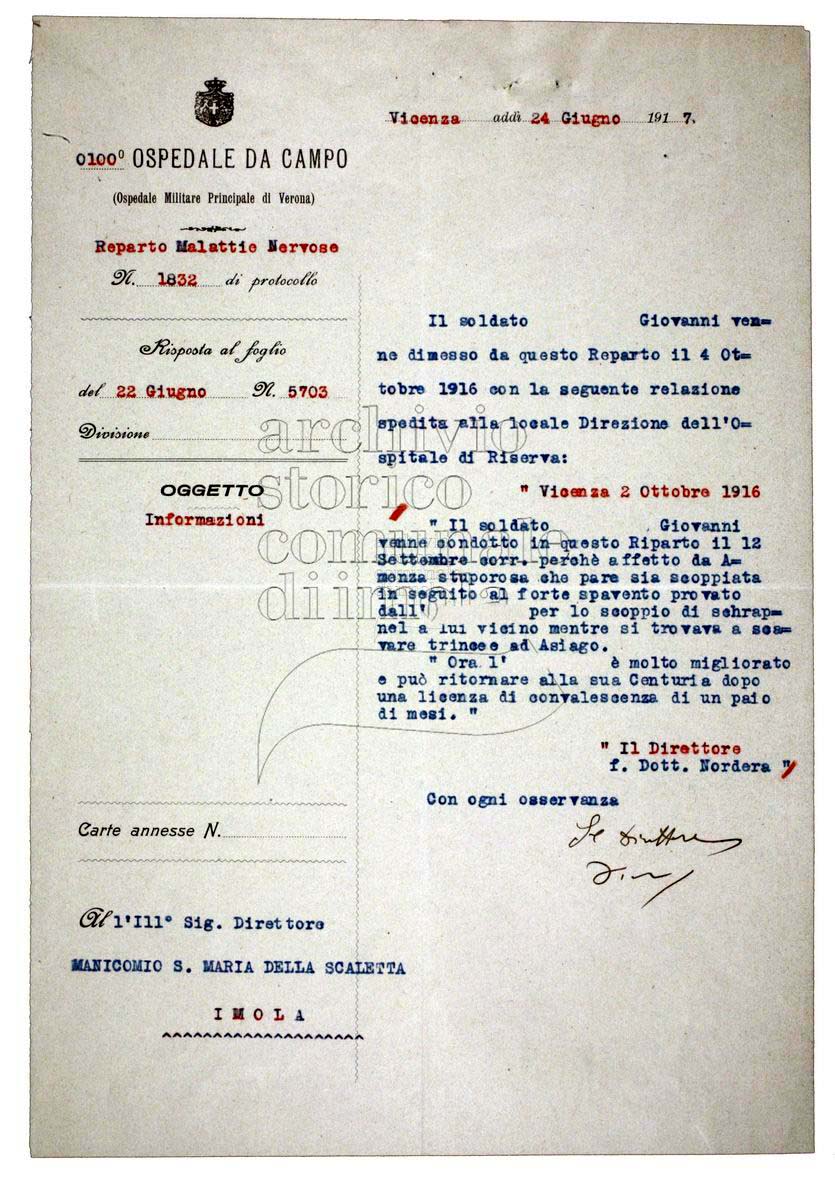 Vicenza addì 24 Giugno 1917.
0100° OSPEDALE DA CAMPO
(Ospedale Militare Principale di Verona)
Reparto Malattie Nervose
N. 1832 di protocollo
Risposta al foglio
del 22 Giugno N. 5703
Divisione
OGGETTO
Informazioni
Il soldato Giovanni ven=
ne dimesso da questo Reparto il 4 Ot=
tobre 1916 con la seguente relazione
spedita alla locale Direzione dell'O=
spitale di Riserva:
" Vicenza 2 Ottobre 1916
" Il soldato Giovanni
venne condotto in questo Riparto il 12
Settembre corr. perchè affetto da A=
menza stuporosa che pare sia scoppiata
in seguito al forte spavento provato
dall' per lo scoppio di schrap=
nel a lui vicino mentre si trovava a sca=
vare trincee ad Asiago.
" Ora l' è molto migliorato
e può ritornare alla sua Centuria dopo
una licenza di convalescenza di un paio
di mesi. "
" Il Direttore
f. Dott. Nordera "
Con ogni osservanza
Il Direttore
Carte annesse N.
Al l'Ill° Sig. Direttore
MANICOMIO S. MARIA DELLA SCALETTA
IMOLA
archivio
storico
comunale
di imola